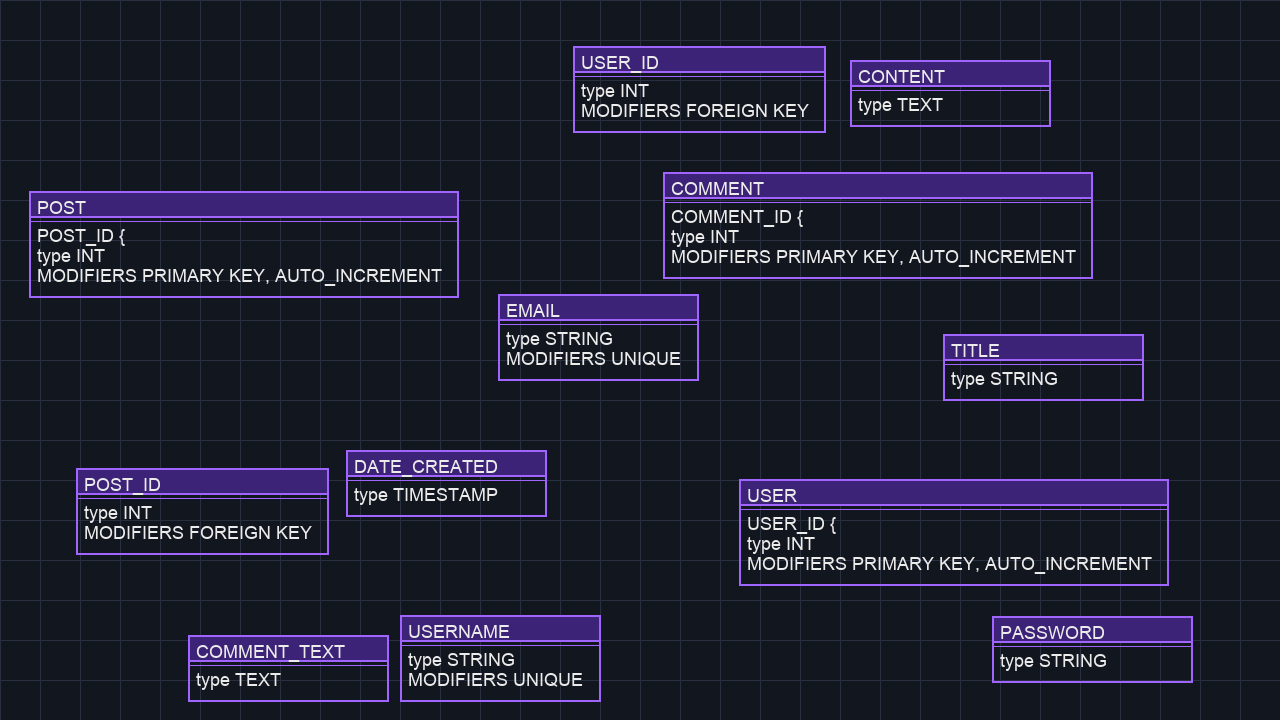 USER_ID
type INT
MODIFIERS FOREIGN KEY
CONTENT
type TEXT
COMMENT
COMMENT_ID {
type INT
MODIFIERS PRIMARY KEY, AUTO_INCREMENT
POST
POST_ID {
type INT
MODIFIERS PRIMARY KEY, AUTO_INCREMENT
EMAIL
type STRING
MODIFIERS UNIQUE
TITLE
type STRING
DATE_CREATED
type TIMESTAMP
POST_ID
type INT
MODIFIERS FOREIGN KEY
USER
USER_ID {
type INT
MODIFIERS PRIMARY KEY, AUTO_INCREMENT
COMMENT_TEXT
type TEXT
USERNAME
type STRING
MODIFIERS UNIQUE
PASSWORD
type STRING